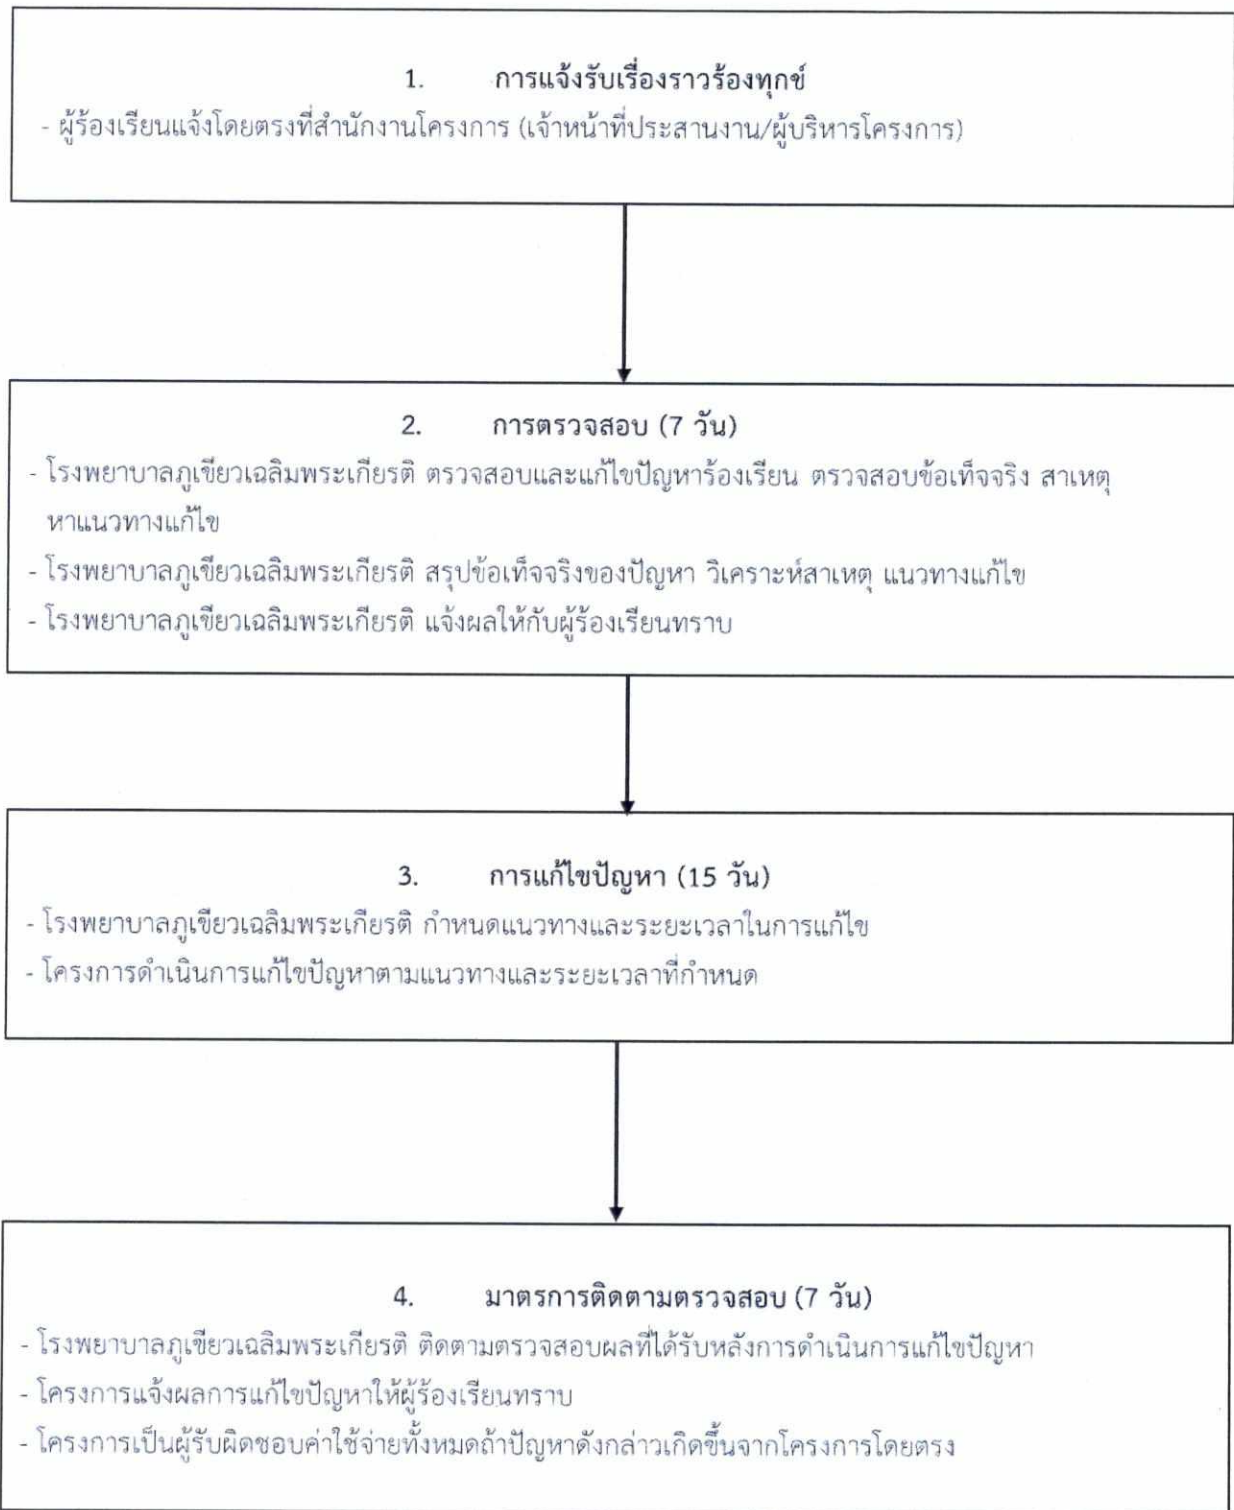 1. การแจ้งรับเรื่องราวร้องทุกข์
- ผู้ร้องเรียนแจ้งโดยตรงที่สำนักงานโครงการ (เจ้าหน้าที่ประสานงาน/ผู้บริหารโครงการ)
2. การตรวจสอบ (7 วัน)
- โรงพยาบาลภูเขียวเฉลิมพระเกียรติ ตรวจสอบและแก้ไขปัญหาร้องเรียน ตรวจสอบข้อเท็จจริง สาเหตุ
หาแนวทางแก้ไข
- โรงพยาบาลภูเขียวเฉลิมพระเกียรติ สรุปข้อเท็จจริงของปัญหา วิเคราะห์สาเหตุ แนวทางแก้ไข
- โรงพยาบาลภูเขียวเฉลิมพระเกียรติ แจ้งผลให้กับผู้ร้องเรียนทราบ
3. การแก้ไขปัญหา (15 วัน)
- โรงพยาบาลภูเขียวเฉลิมพระเกียรติ กำหนดแนวทางและระยะเวลาในการแก้ไข
- โครงการดำเนินการแก้ไขปัญหาตามแนวทางและระยะเวลาที่กำหนด
4. มาตรการติดตามตรวจสอบ (7 วัน)
- โรงพยาบาลภูเขียวเฉลิมพระเกียรติ ติดตามตรวจสอบผลที่ได้รับหลังการดำเนินการแก้ไขปัญหา
- โครงการแจ้งผลการแก้ไขปัญหาให้ผู้ร้องเรียนทราบ
- โครงการเป็นผู้รับผิดชอบค่าใช้จ่ายทั้งหมดถ้าปัญหาดังกล่าวเกิดขึ้นจากโครงการโดยตรง